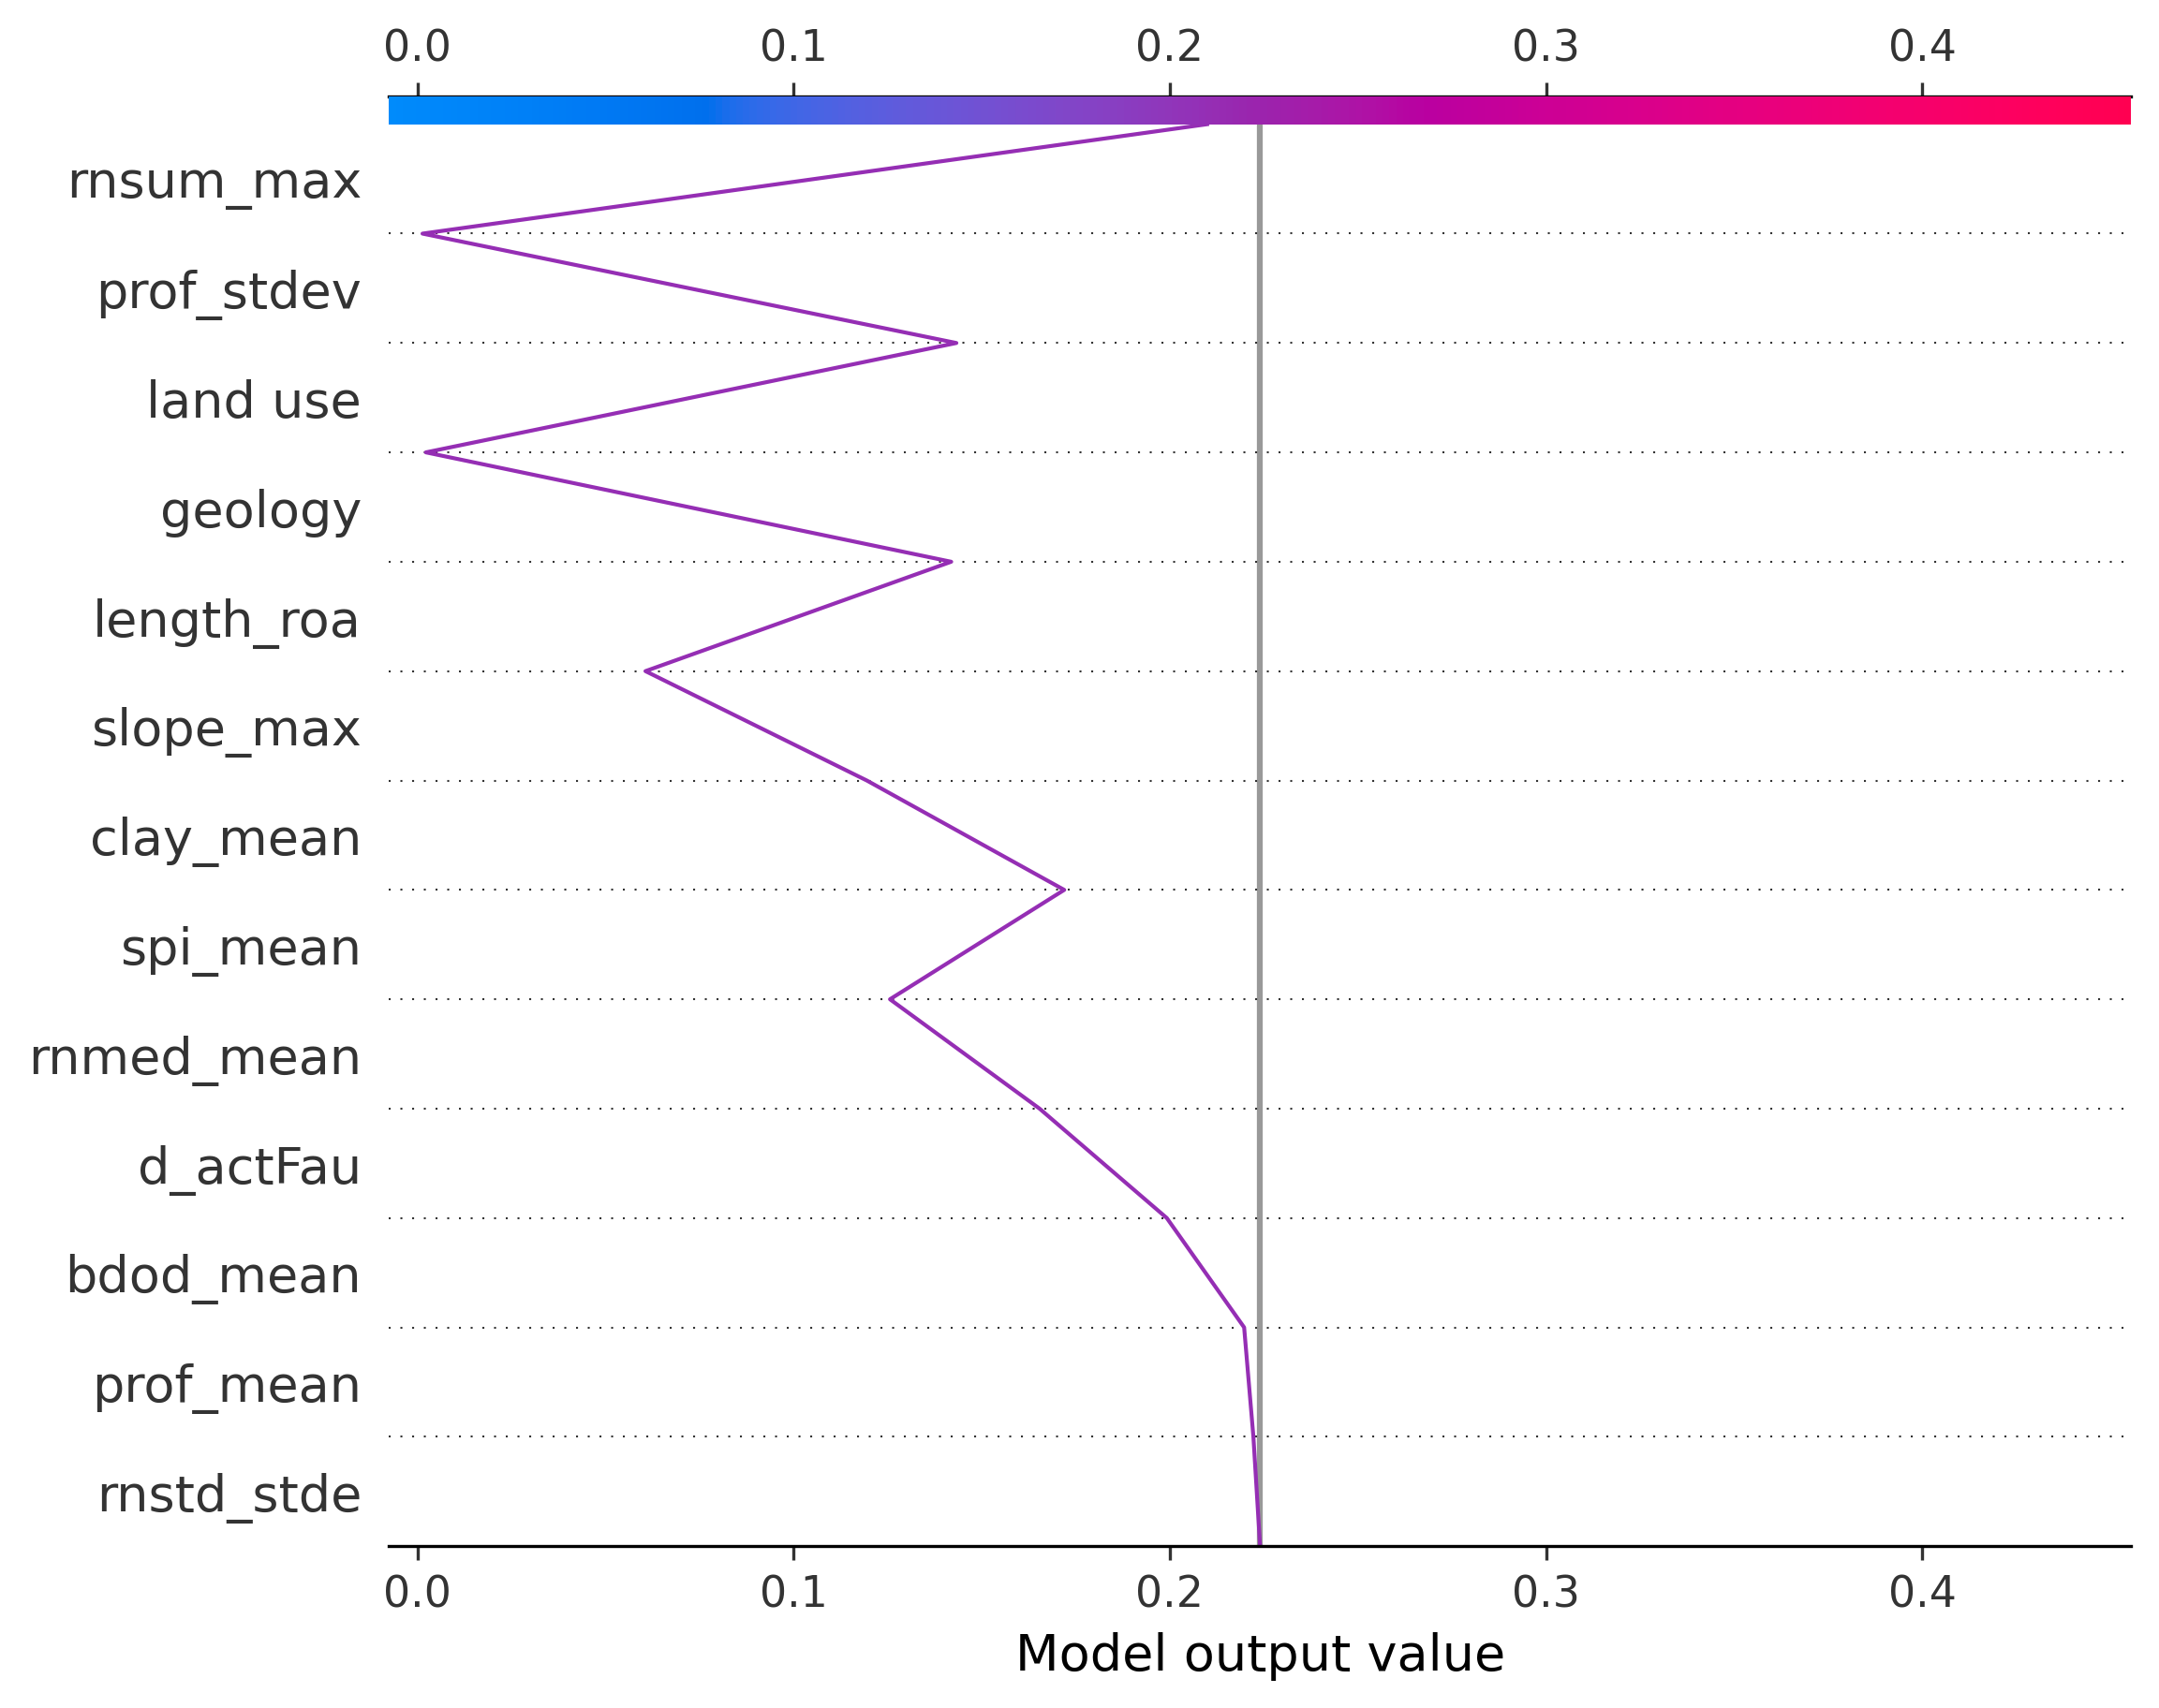 0.0 0.1 0.2 0.3 0.4
rnsum_max
prof_stdev
land use
geology
length_roa
slope_max
clay_mean
spi_mean
rnmed_mean
d_actFau
bdod_mean
prof_mean
rnstd_stde
0.0 0.1 0.2 0.3 0.4
Model output value